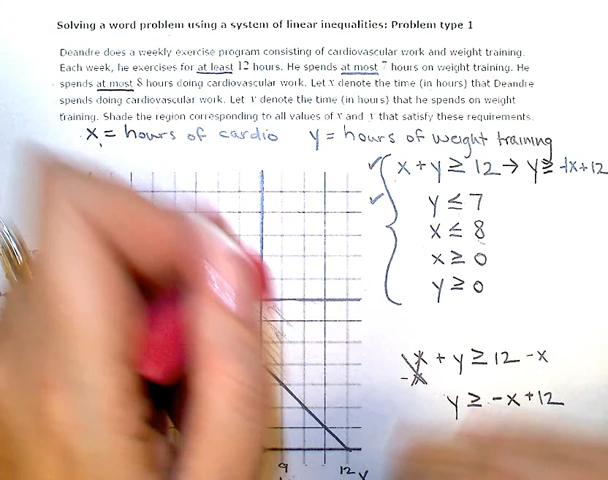 Solving a word problem using a system of linear inequalities: Problem type 1
Deandre does a weekly exercise program consisting of cardiovascular work and weight training.
Each week, he exercises for at least 12 hours. He spends at most 7 hours on weight training. He
spends at most 8 hours doing cardiovascular work. Let x denote the time (in hours) that Deandre
spends doing cardiovascular work. Let y denote the time (in hours) that he spends on weight
training. Shade the region corresponding to all values of x and y that satisfy these requirements.
x = hours of cardio y = hours of weight training
x + y ≥ 12 → y ≥ -1x + 12
y ≤ 7
x ≤ 8
x ≥ 0
y ≥ 0
x + y ≥ 12 - x
-x
y ≥ -x + 12
9 12 x